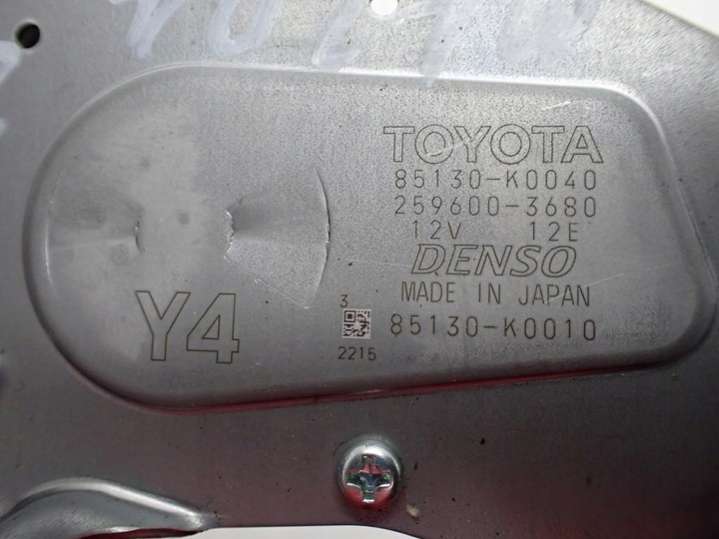 TOYOTA
85130-K0040
259600-3680
12V 12E
DENSO
MADE IN JAPAN
3
85130-K0010
2215
Y4